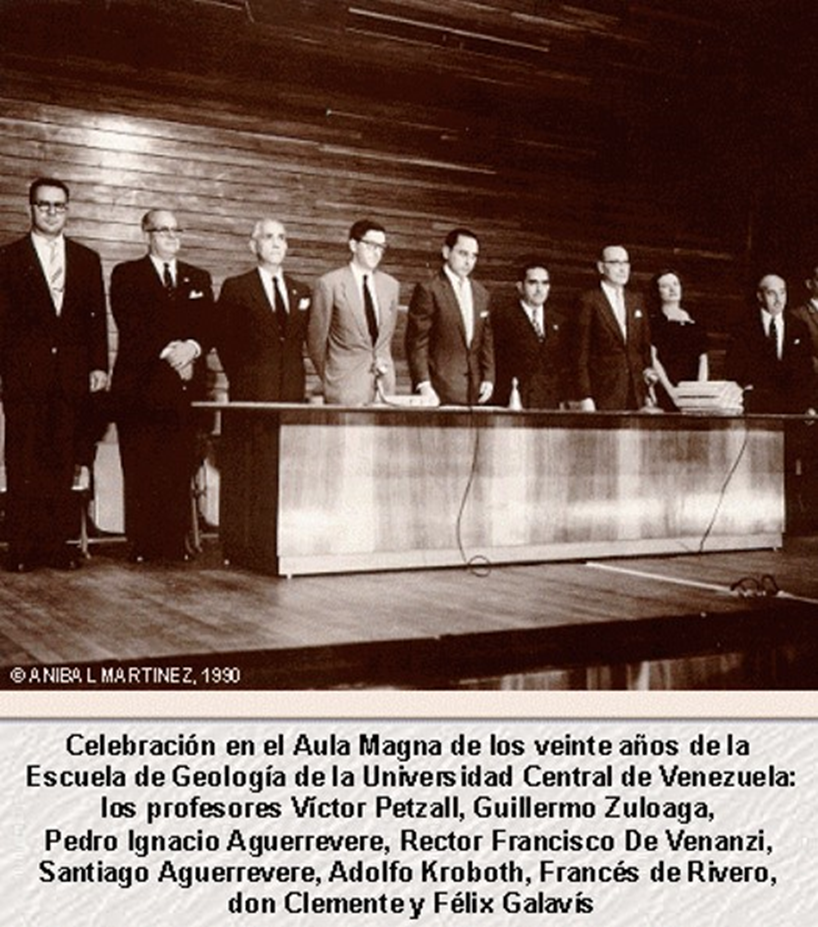 © ANIBAL MARTINEZ, 1990
Celebración en el Aula Magna de los veinte años de la
Escuela de Geología de la Universidad Central de Venezuela:
los profesores Víctor Petzall, Guillermo Zuloaga,
Pedro Ignacio Aguerrevere, Rector Francisco De Venanzi,
Santiago Aguerrevere, Adolfo Kroboth, Francés de Rivero,
don Clemente y Félix Galavís